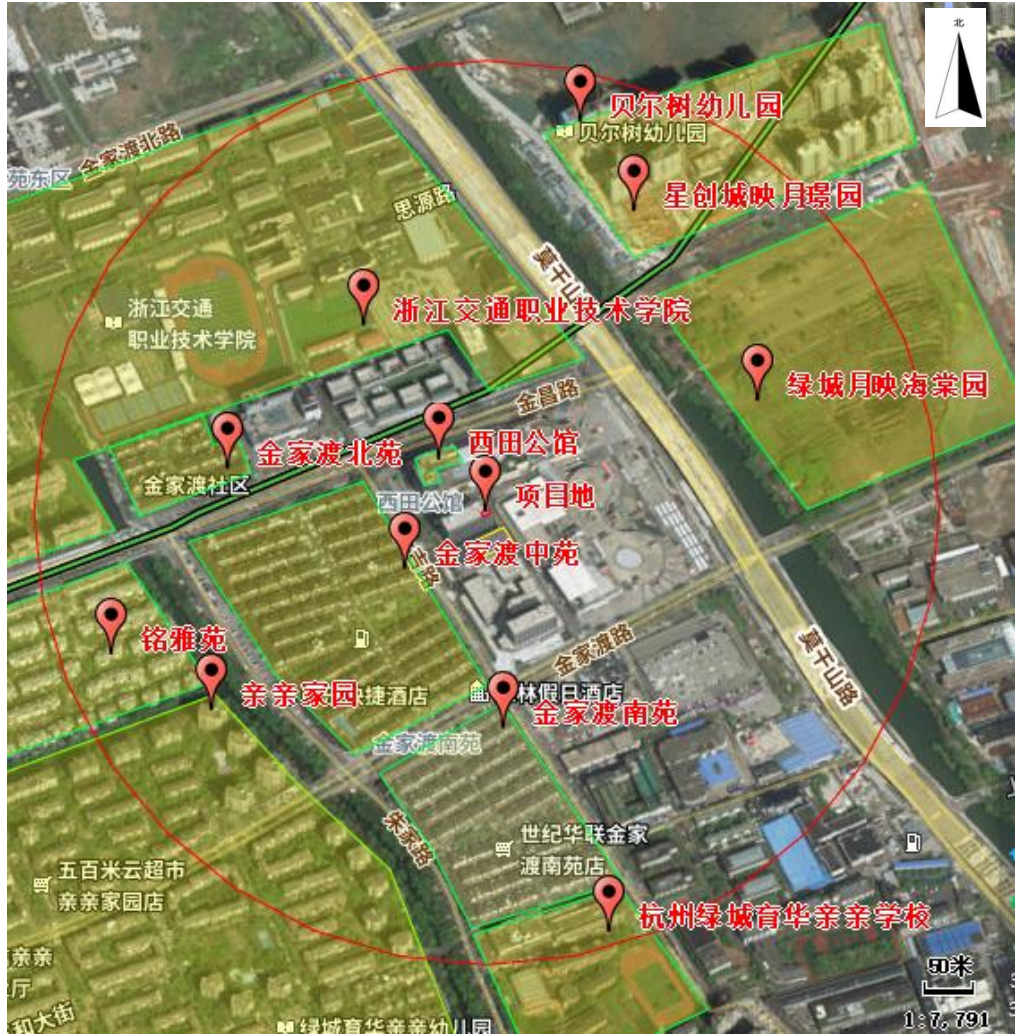 北
贝尔树幼儿园
贝尔树幼儿园
金家渡北路
苑东区
星创城映月璟园
思源路
莫干山
浙江交通职业技术学院
浙江交通
职业技术学院
绿城月映海棠园
金昌路
西田公馆
金家渡北苑
金家渡社区
项目地
西田公馆
金家渡中苑
吉路
铭雅苑
金家渡路
莫干山路
亲亲家园
捷酒店
林假日酒店
金家渡南苑
金家渡南苑
朱家路
世纪华联金家
渡南苑店
五百米云超市
亲亲家园店
杭州绿城育华亲亲学校
亲亲
厅
和大街
绿城育华亲亲幼儿园
50米
1:7,791